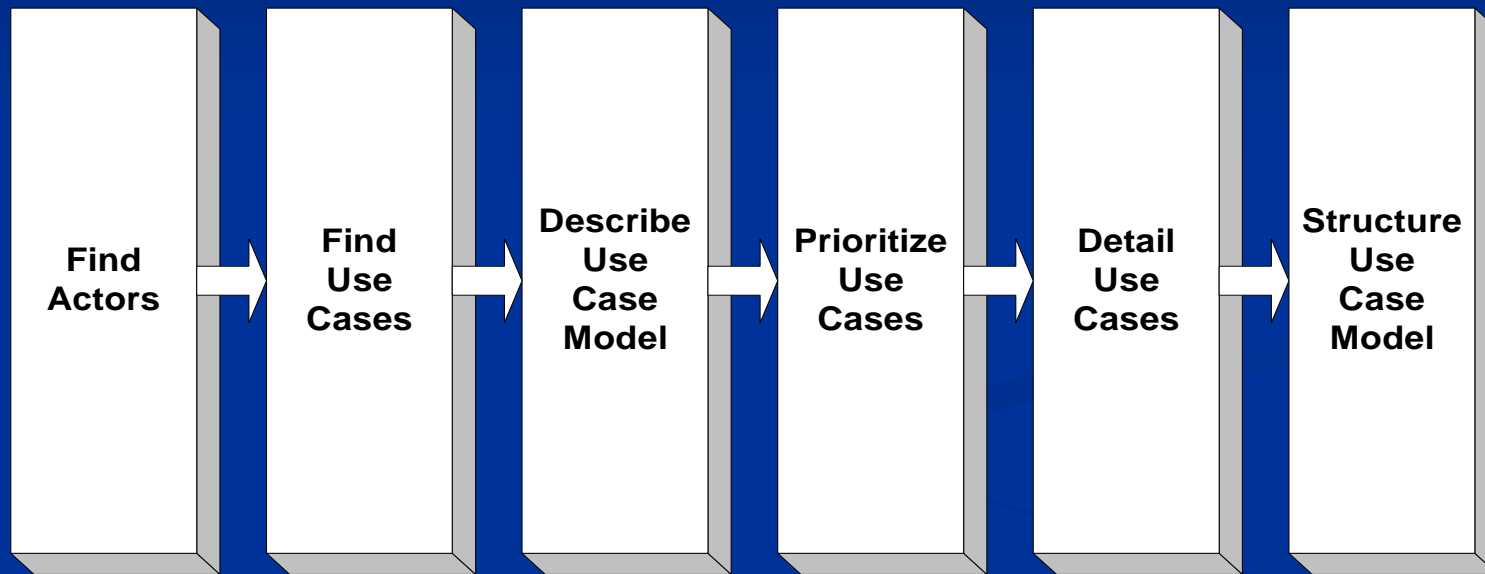 Find
Actors
Find
Use
Cases
Describe
Use
Case
Model
Prioritize
Use
Cases
Detail
Use
Cases
Structure
Use
Case
Model